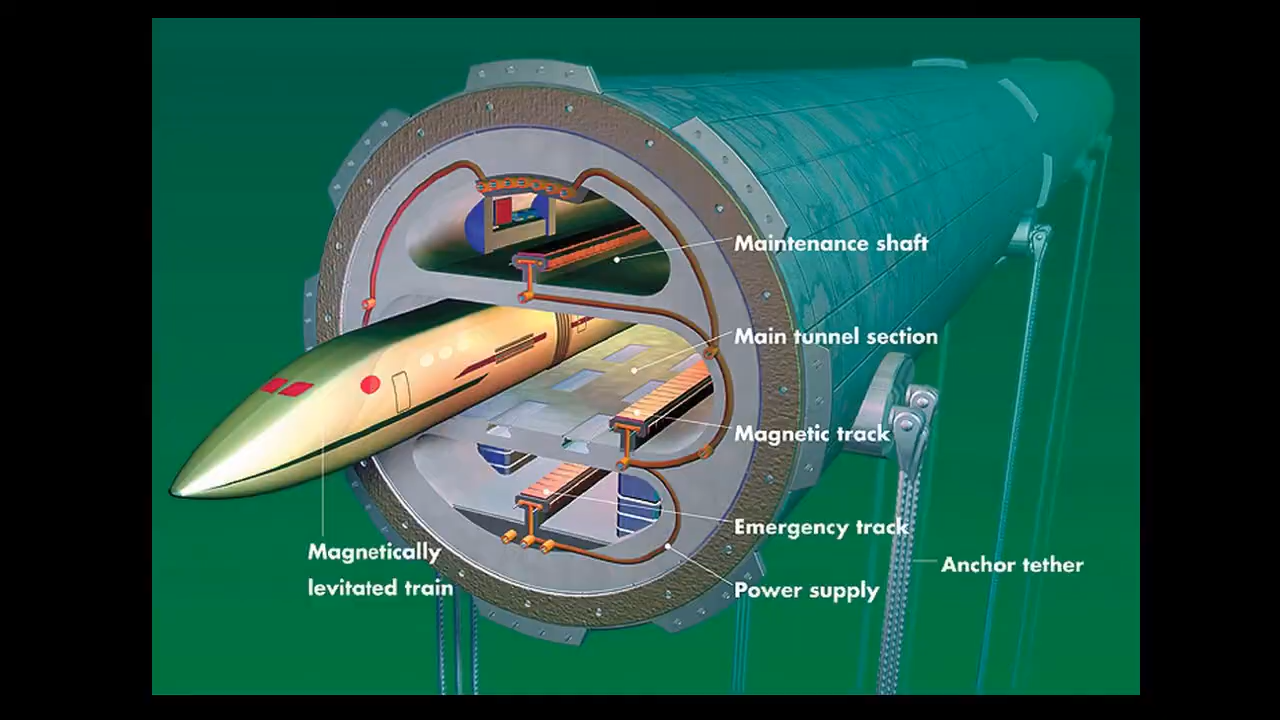 Maintenance shaft
Main tunnel section
Magnetic track
Emergency track
Magnetically
levitated train
Anchor tether
Power supply